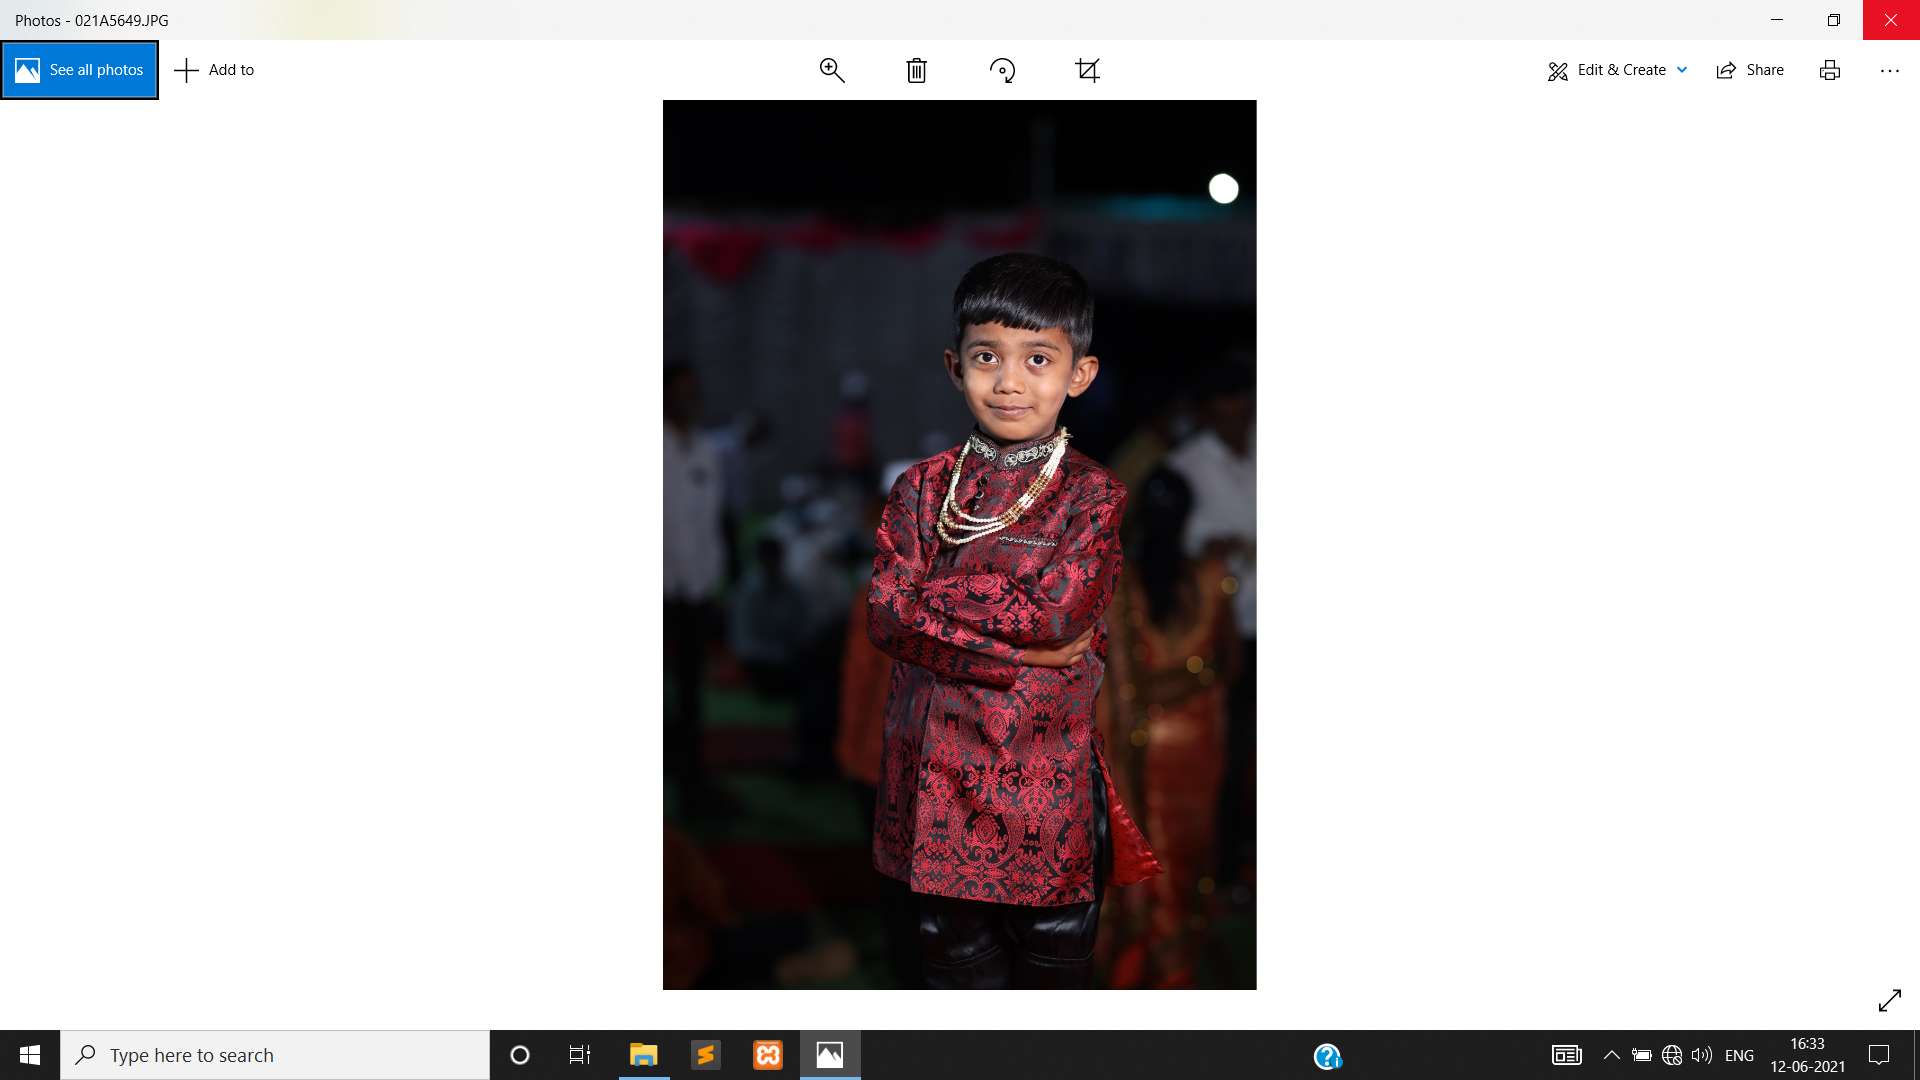 Photos - 021A5649.JPG
See all photos
Add to
Edit & Create
Share
Type here to search
ENG
16:33
12-06-2021